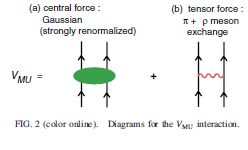 (a) central force :
Gaussian
(strongly renormalized)
(b) tensor force :
π + ρ meson
exchange
V_MU =
+
FIG. 2 (color online). Diagrams for the V_MU interaction.